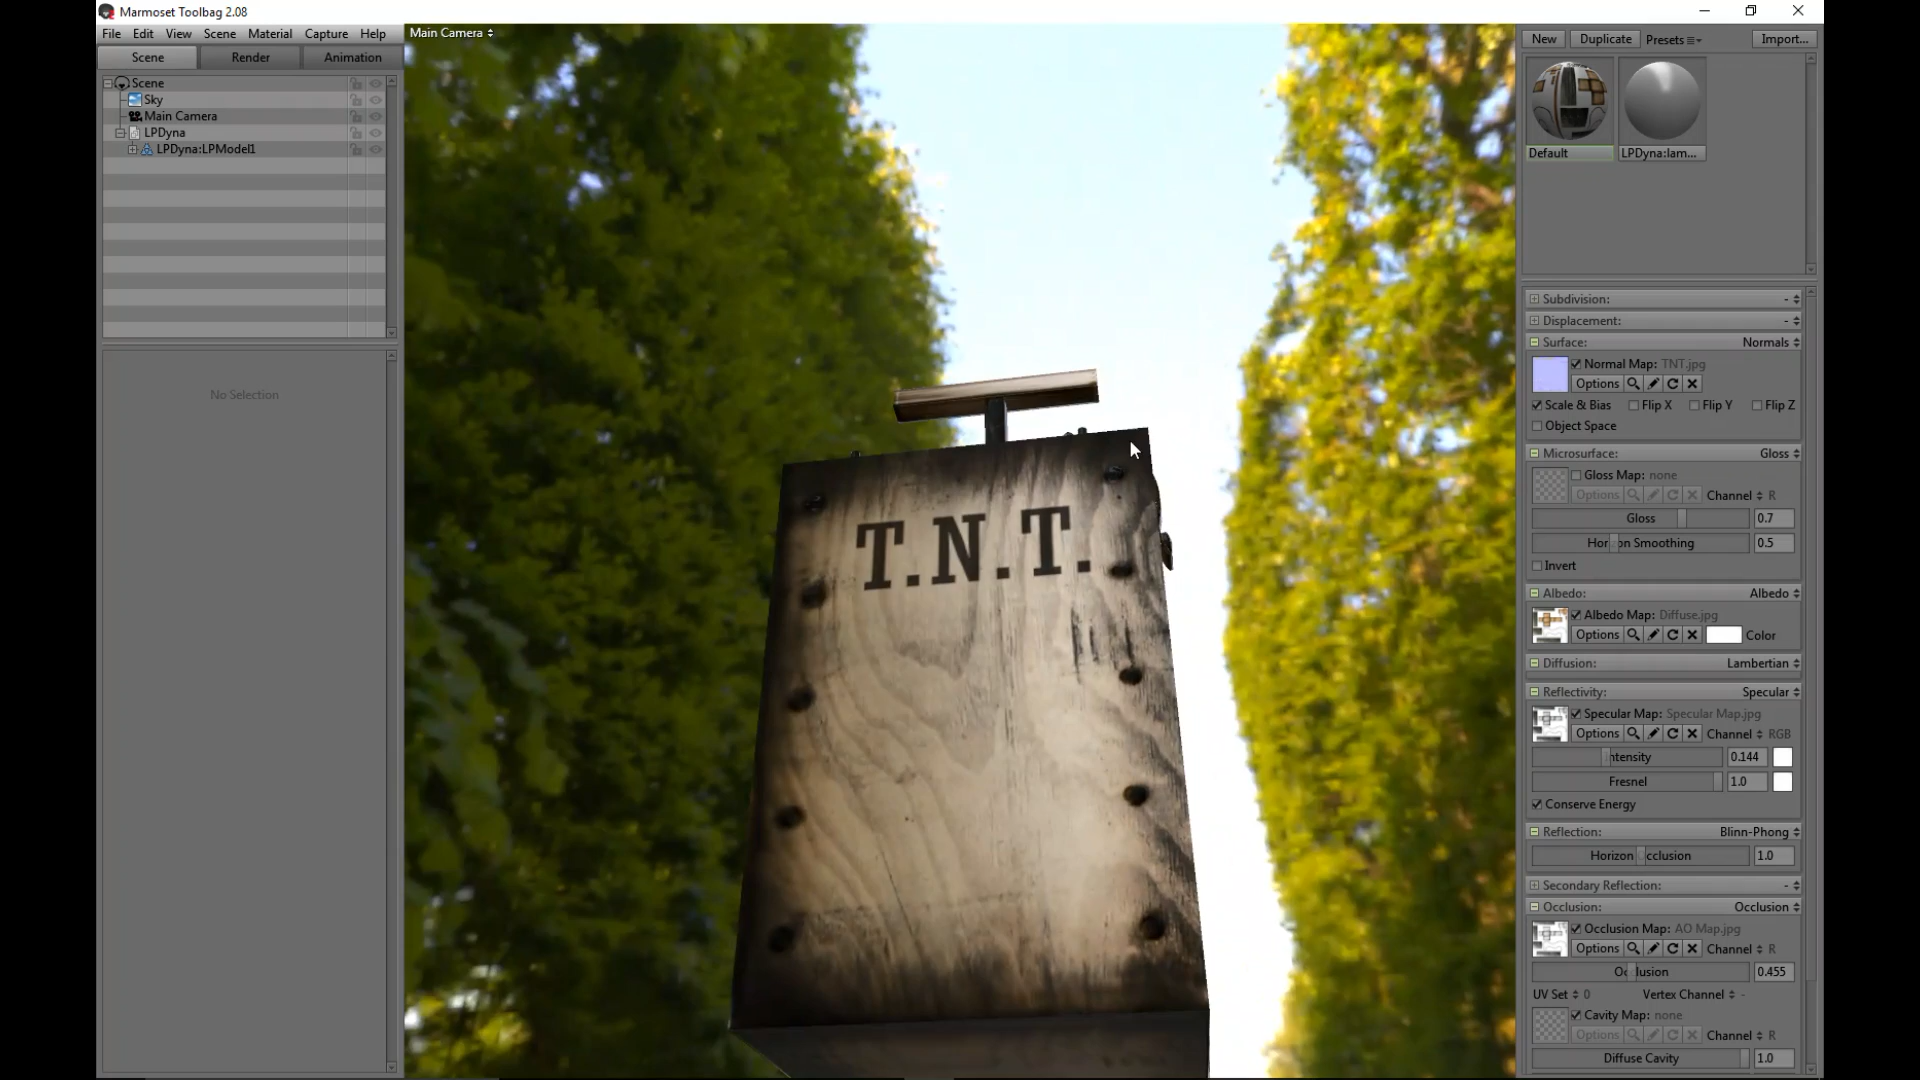 Marmoset Toolbag 2.08
File Edit View Scene Material Capture Help
Main Camera
New Duplicate Presets Import...
Scene Render Animation
Scene
Sky
Main Camera
LPDyna
LPDyna:LPModel1
No Selection
T.N.T.
Default LPDyna:lam...
Subdivision: -
Displacement: -
Surface: Normals
Normal Map: TNT.jpg
Options
Scale & Bias Flip X Flip Y Flip Z
Object Space
Microsurface: Gloss
Gloss Map: none
Options Channel R
Gloss 0.7
Horizon Smoothing 0.5
Invert
Albedo: Albedo
Albedo Map: Diffuse.jpg
Options Color
Diffusion: Lambertian
Reflectivity: Specular
Specular Map: Specular Map.jpg
Options Channel RGB
Intensity 0.144
Fresnel 1.0
Conserve Energy
Reflection: Blinn-Phong
Horizon Occlusion 1.0
Secondary Reflection: -
Occlusion: Occlusion
Occlusion Map: AO Map.jpg
Options Channel R
Occlusion 0.455
UV Set 0 Vertex Channel -
Cavity Map: none
Options Channel R
Diffuse Cavity 1.0